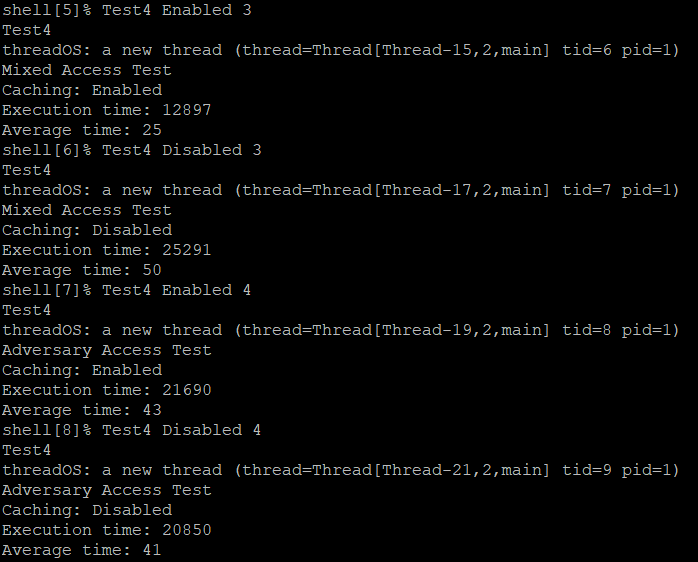 shell[5]% Test4 Enabled 3
Test4
threadOS: a new thread (thread=Thread[Thread-15,2,main] tid=6 pid=1)
Mixed Access Test
Caching: Enabled
Execution time: 12897
Average time: 25
shell[6]% Test4 Disabled 3
Test4
threadOS: a new thread (thread=Thread[Thread-17,2,main] tid=7 pid=1)
Mixed Access Test
Caching: Disabled
Execution time: 25291
Average time: 50
shell[7]% Test4 Enabled 4
Test4
threadOS: a new thread (thread=Thread[Thread-19,2,main] tid=8 pid=1)
Adversary Access Test
Caching: Enabled
Execution time: 21690
Average time: 43
shell[8]% Test4 Disabled 4
Test4
threadOS: a new thread (thread=Thread[Thread-21,2,main] tid=9 pid=1)
Adversary Access Test
Caching: Disabled
Execution time: 20850
Average time: 41